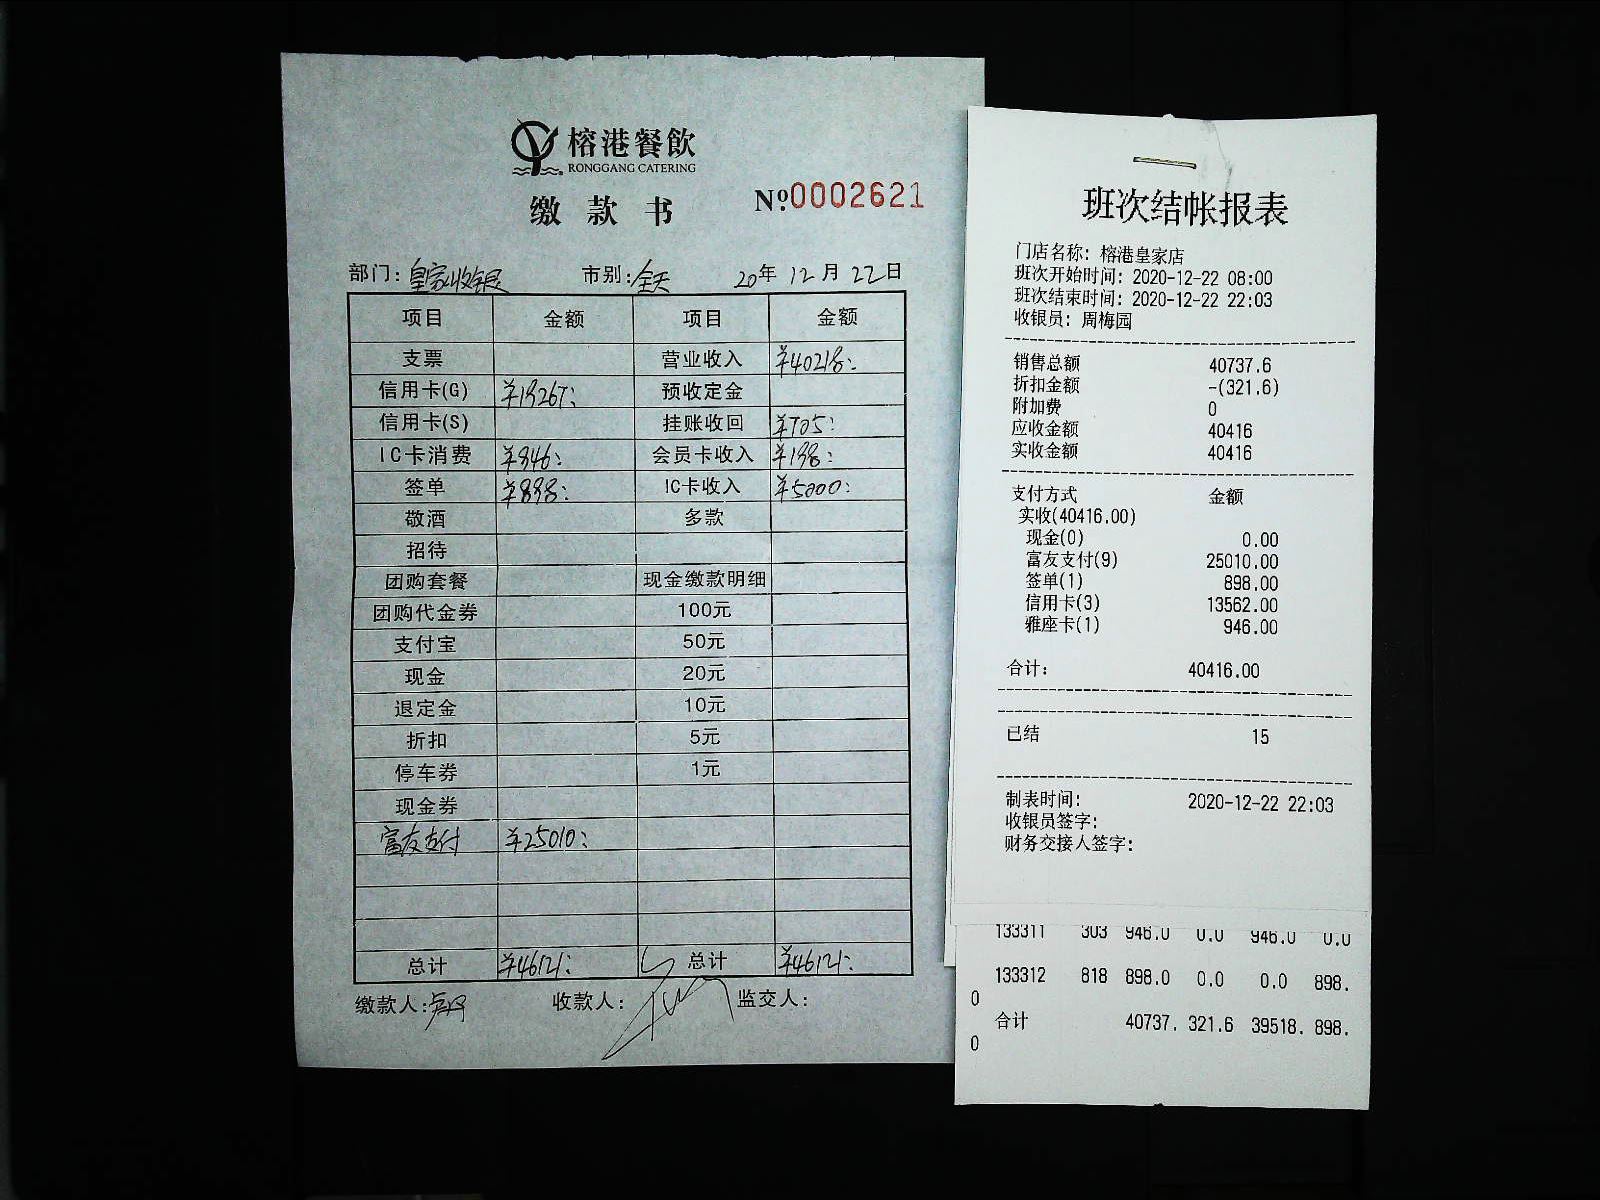 榕港餐飲
RONGGANG CATERING
缴款书
Nº0002621
部门:皇家收银 市别:全天 20年12月22日
项目 金额 项目 金额
支票 营业收入 ¥40218:
信用卡(G) ¥19267: 预收定金
信用卡(S) 挂账收回 ¥705:
IC卡消费 ¥946: 会员卡收入 ¥198:
签单 ¥898: IC卡收入 ¥5000:
敬酒 多款
招待
团购套餐 现金缴款明细
团购代金券 100元
支付宝 50元
现金 20元
退定金 10元
折扣 5元
停车券 1元
现金券
富友支付 ¥25010:
总计 ¥46121: 总计 ¥46121:
缴款人: 收款人: 监交人:
班次结帐报表
门店名称: 榕港皇家店
班次开始时间: 2020-12-22 08:00
班次结束时间: 2020-12-22 22:03
收银员: 周梅园
销售总额 40737.6
折扣金额 -(321.6)
附加费 0
应收金额 40416
实收金额 40416
支付方式 金额
实收(40416.00)
现金(0) 0.00
富友支付(9) 25010.00
签单(1) 898.00
信用卡(3) 13562.00
雅座卡(1) 946.00
合计: 40416.00
已结 15
制表时间: 2020-12-22 22:03
收银员签字:
财务交接人签字:
133311 303 946.0 0.0 946.0 0.0
133312 818 898.0 0.0 0.0 898.
0
合计 40737. 321.6 39518. 898.
0